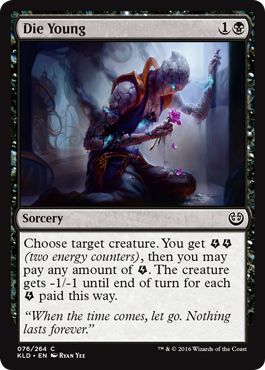 Die Young 1
Sorcery
Choose target creature. You get
(two energy counters), then you may
pay any amount of . The creature
gets -1/-1 until end of turn for each
paid this way.
“When the time comes, let go. Nothing
lasts forever.”
076/264 C
KLD • EN Ryan Yee
™ & © 2016 Wizards of the Coast